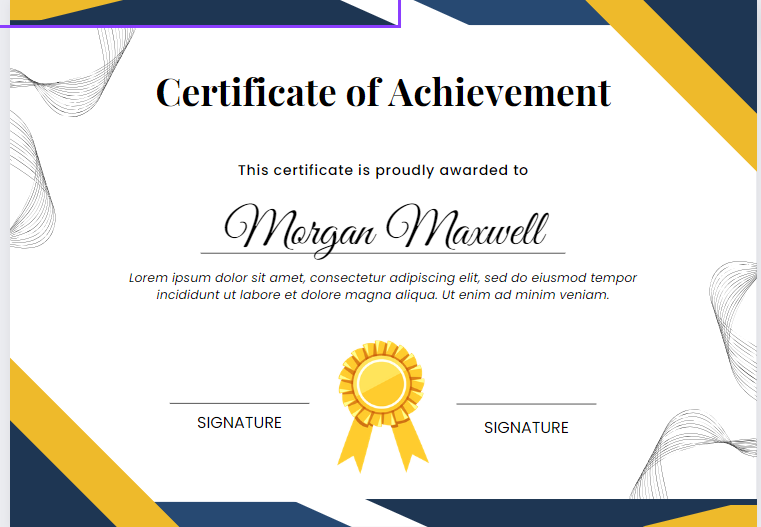 Certificate of Achievement
This certificate is proudly awarded to
Morgan Maxwell
Lorem ipsum dolor sit amet, consectetur adipiscing elit, sed do eiusmod tempor
incididunt ut labore et dolore magna aliqua. Ut enim ad minim veniam.
SIGNATURE
SIGNATURE